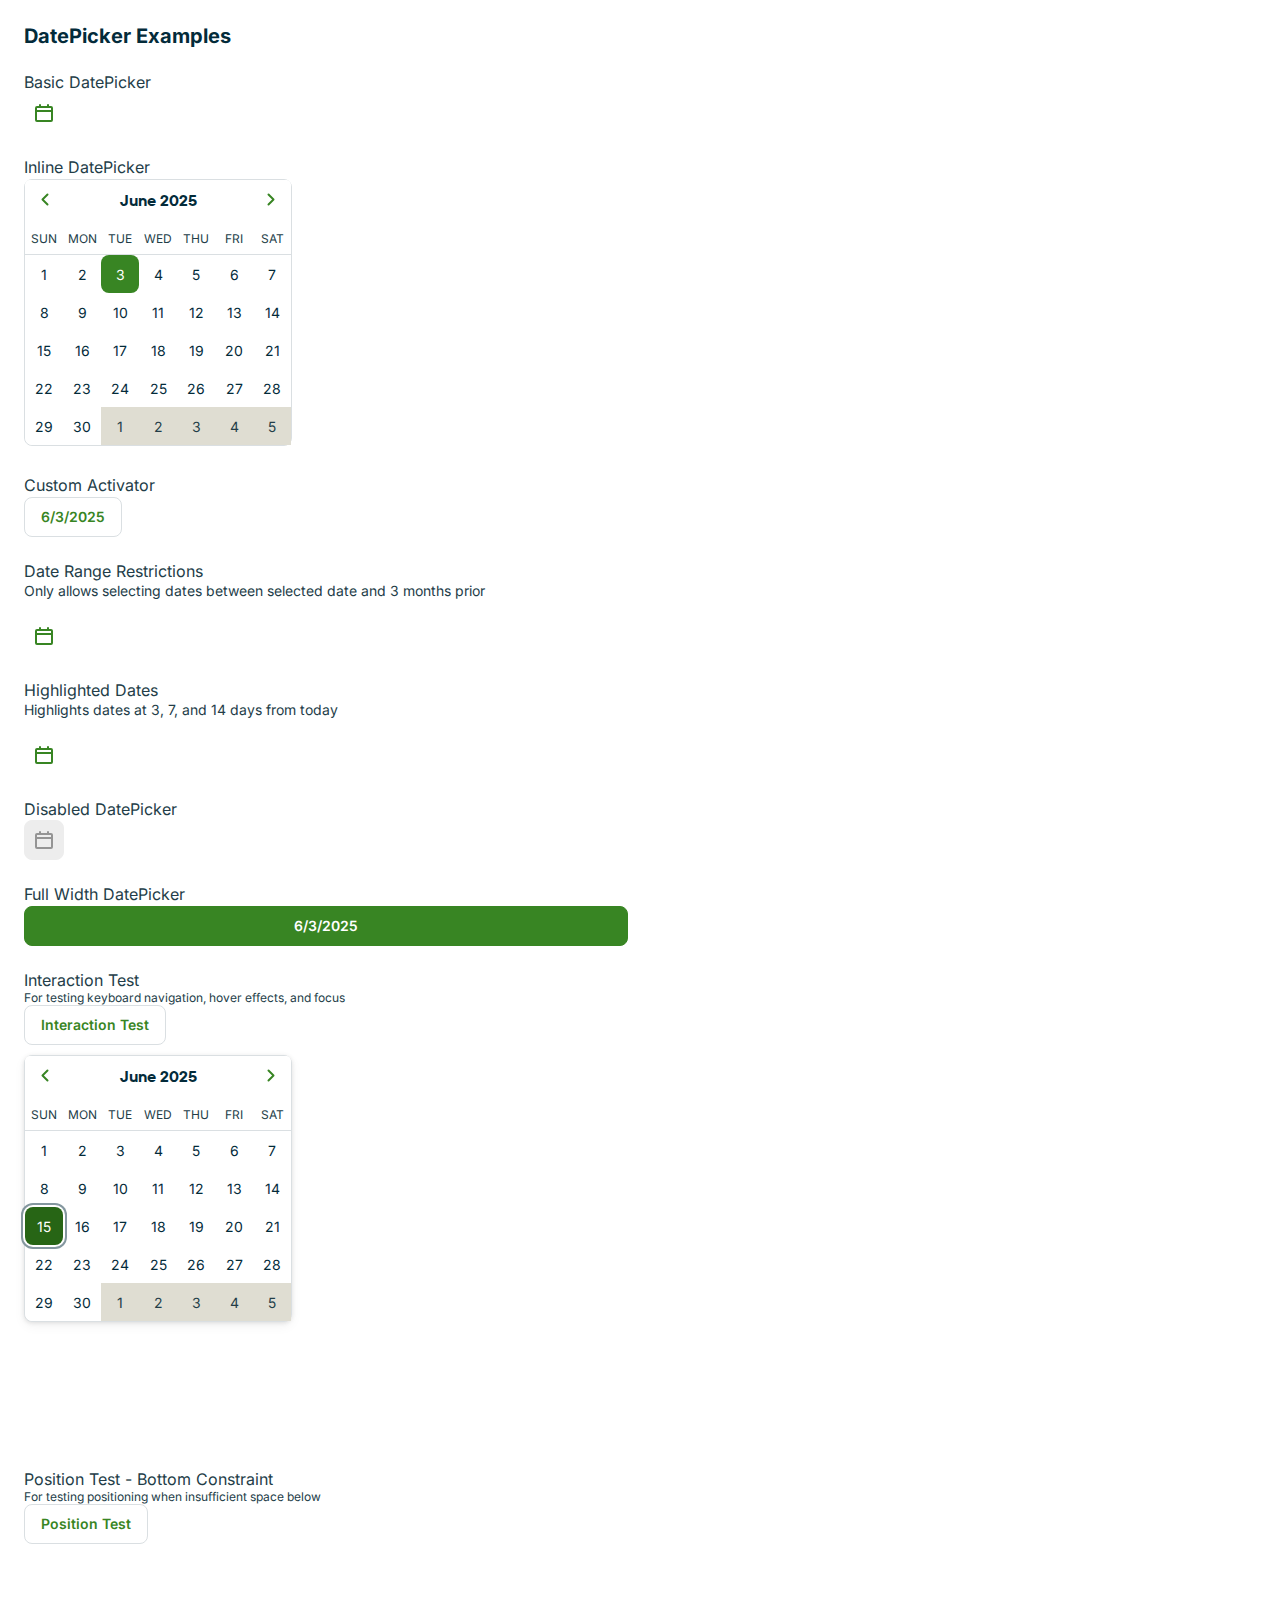 DatePicker Examples
Basic DatePicker
Inline DatePicker
June 2025
SUN MON TUE WED THU FRI SAT
1 2 3 4 5 6 7
8 9 10 11 12 13 14
15 16 17 18 19 20 21
22 23 24 25 26 27 28
29 30 1 2 3 4 5
Custom Activator
6/3/2025
Date Range Restrictions
Only allows selecting dates between selected date and 3 months prior
Highlighted Dates
Highlights dates at 3, 7, and 14 days from today
Disabled DatePicker
Full Width DatePicker
6/3/2025
Interaction Test
For testing keyboard navigation, hover effects, and focus
Interaction Test
June 2025
SUN MON TUE WED THU FRI SAT
1 2 3 4 5 6 7
8 9 10 11 12 13 14
15 16 17 18 19 20 21
22 23 24 25 26 27 28
29 30 1 2 3 4 5
Position Test - Bottom Constraint
For testing positioning when insufficient space below
Position Test